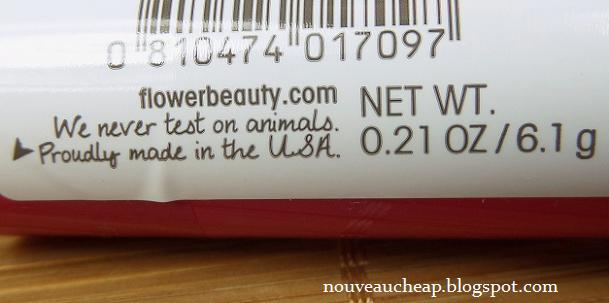 0 810474 017097
flowerbeauty.com
We never test on animals.
Proudly made in the USA.
NET WT.
0.21 OZ / 6.1 g
nouveaucheap.blogspot.com